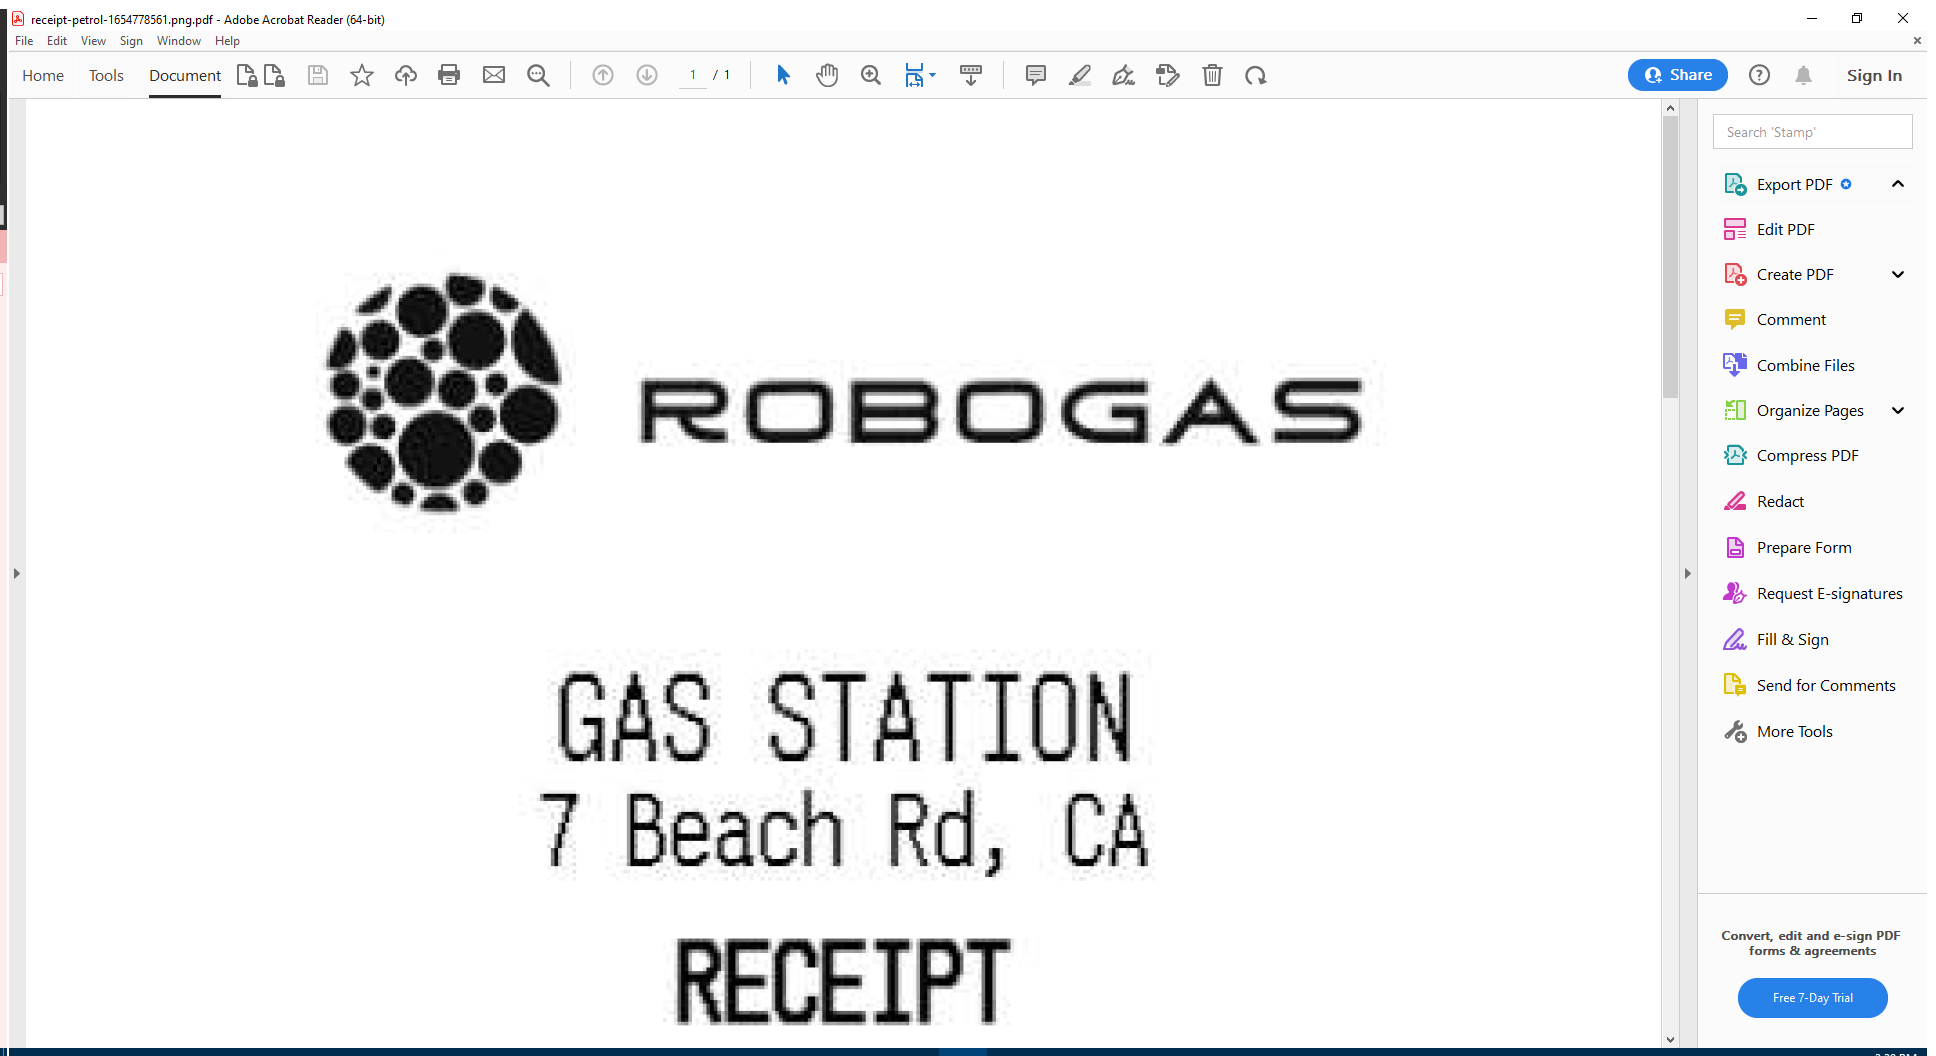 receipt-petrol-1654778561.png.pdf - Adobe Acrobat Reader (64-bit)
File Edit View Sign Window Help
Home Tools Document 1 / 1 Share Sign In
Search 'Stamp'
Export PDF
Edit PDF
Create PDF
Comment
Combine Files
Organize Pages
Compress PDF
Redact
Prepare Form
Request E-signatures
Fill & Sign
Send for Comments
More Tools
Convert, edit and e-sign PDF
forms & agreements
Free 7-Day Trial
ROBOGAS
GAS STATION
7 Beach Rd, CA
RECEIPT